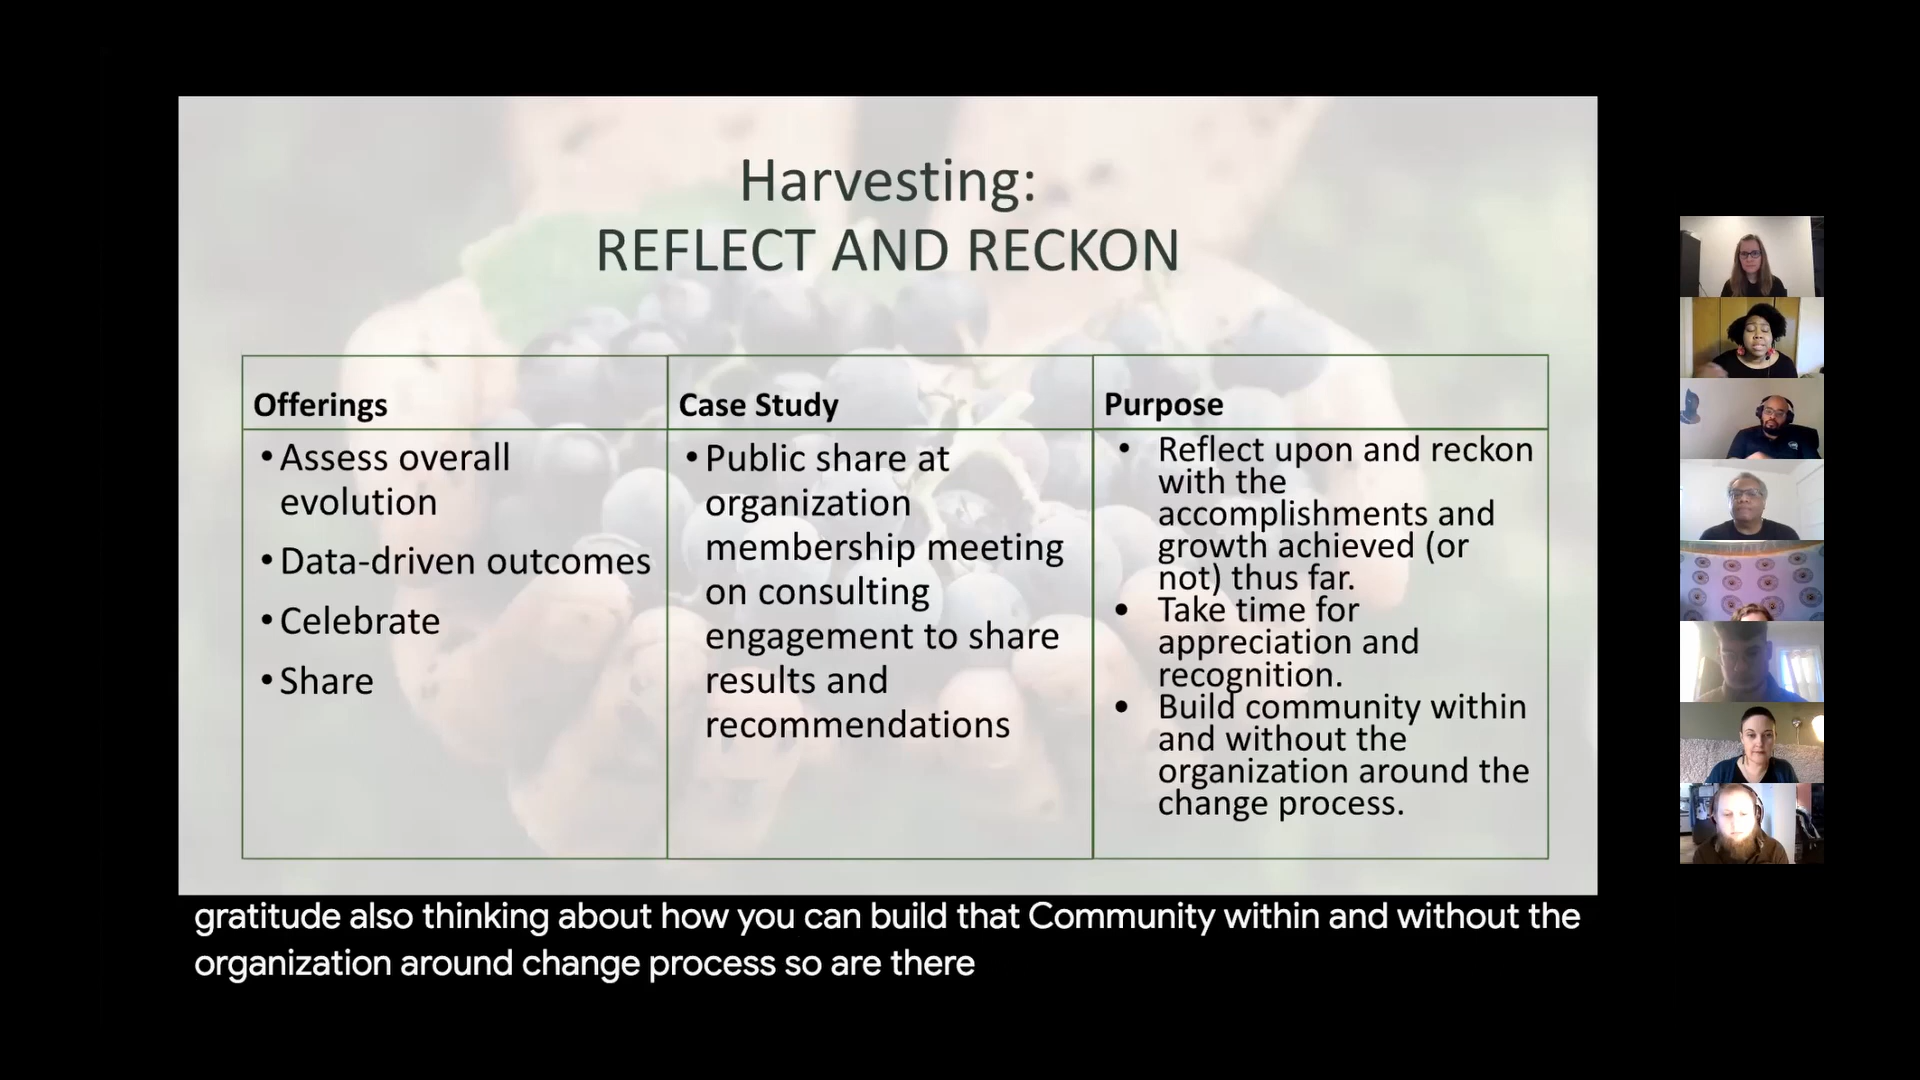 Harvesting:
REFLECT AND RECKON
Offerings
• Assess overall
evolution
• Data-driven outcomes
• Celebrate
• Share
Case Study
• Public share at
organization
membership meeting
on consulting
engagement to share
results and
recommendations
Purpose
• Reflect upon and reckon
with the
accomplishments and
growth achieved (or
not) thus far.
• Take time for
appreciation and
recognition.
• Build community within
and without the
organization around the
change process.
gratitude also thinking about how you can build that Community within and without the
organization around change process so are there